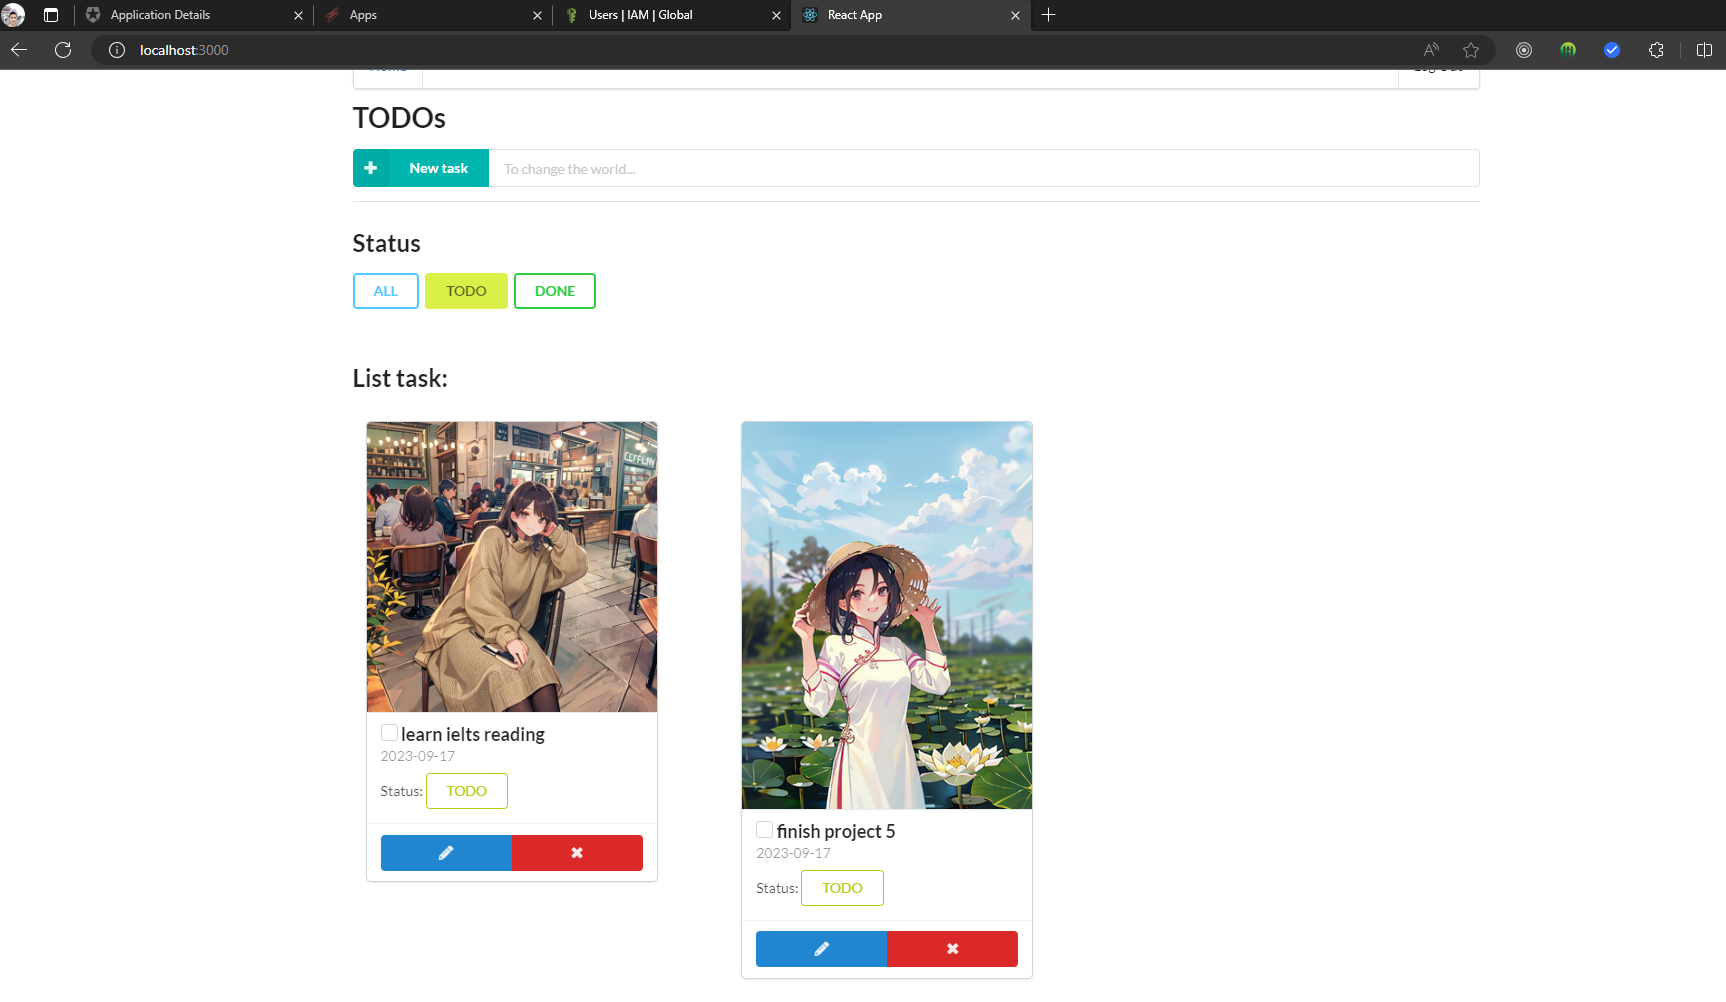 Application Details
Apps
Users | IAM | Global
React App
localhost:3000
TODOs
New task
To change the world...
Status
ALL
TODO
DONE
List task:
learn ielts reading
2023-09-17
Status: TODO
finish project 5
2023-09-17
Status: TODO